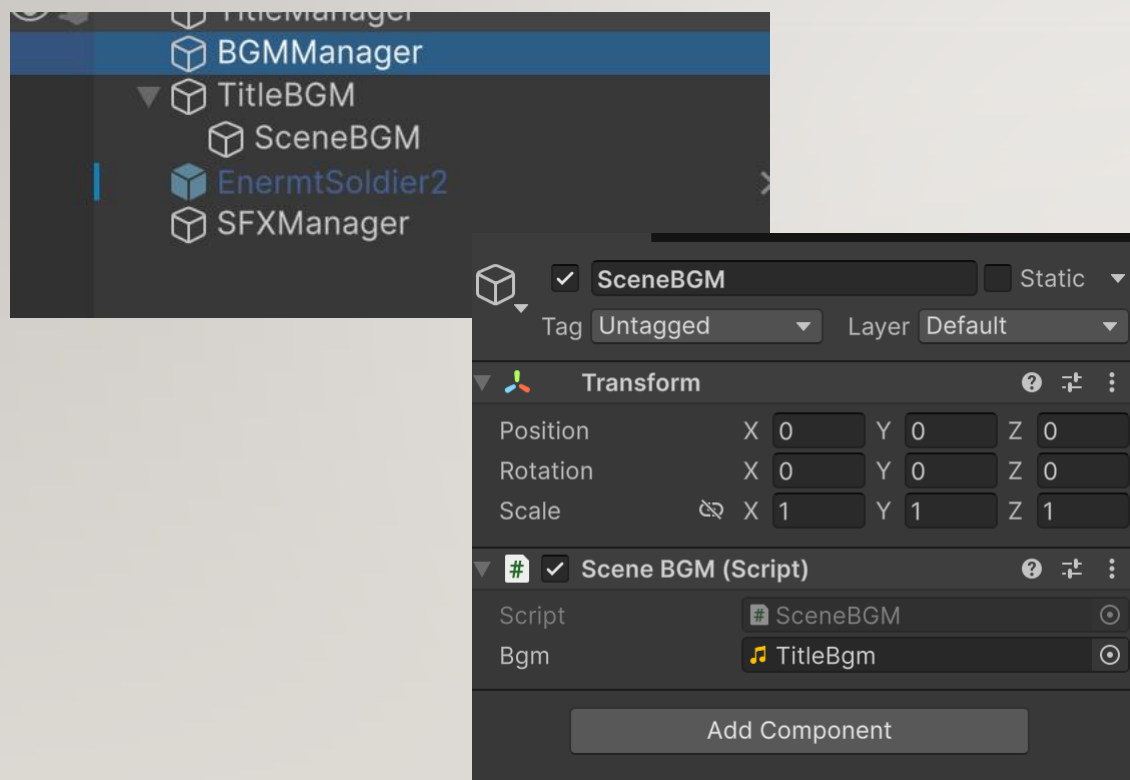 TitleManager
BGMManager
TitleBGM
SceneBGM
EnermtSoldier2
SFXManager
SceneBGM Static
Tag Untagged Layer Default
Transform
Position X 0 Y 0 Z 0
Rotation X 0 Y 0 Z 0
Scale X 1 Y 1 Z 1
# Scene BGM (Script)
Script # SceneBGM
Bgm TitleBgm
Add Component